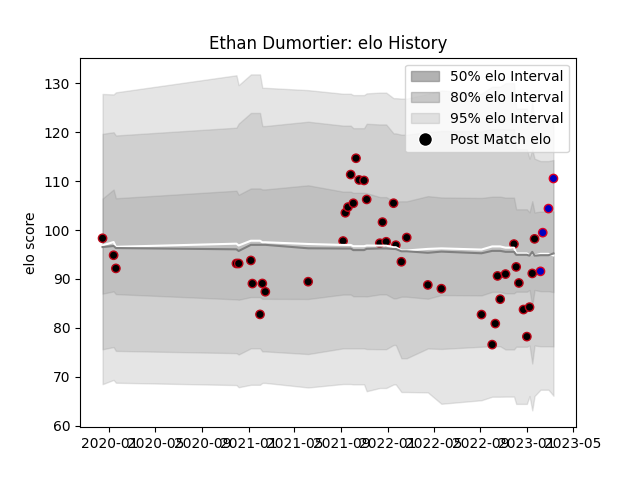 Ethan Dumortier: elo History
50% elo Interval
80% elo Interval
95% elo Interval
Post Match elo
elo score
130
120
110
100
90
80
70
60
2020-01 2020-05 2020-09 2021-01 2021-05 2021-09 2022-01 2022-05 2022-09 2023-01 2023-05